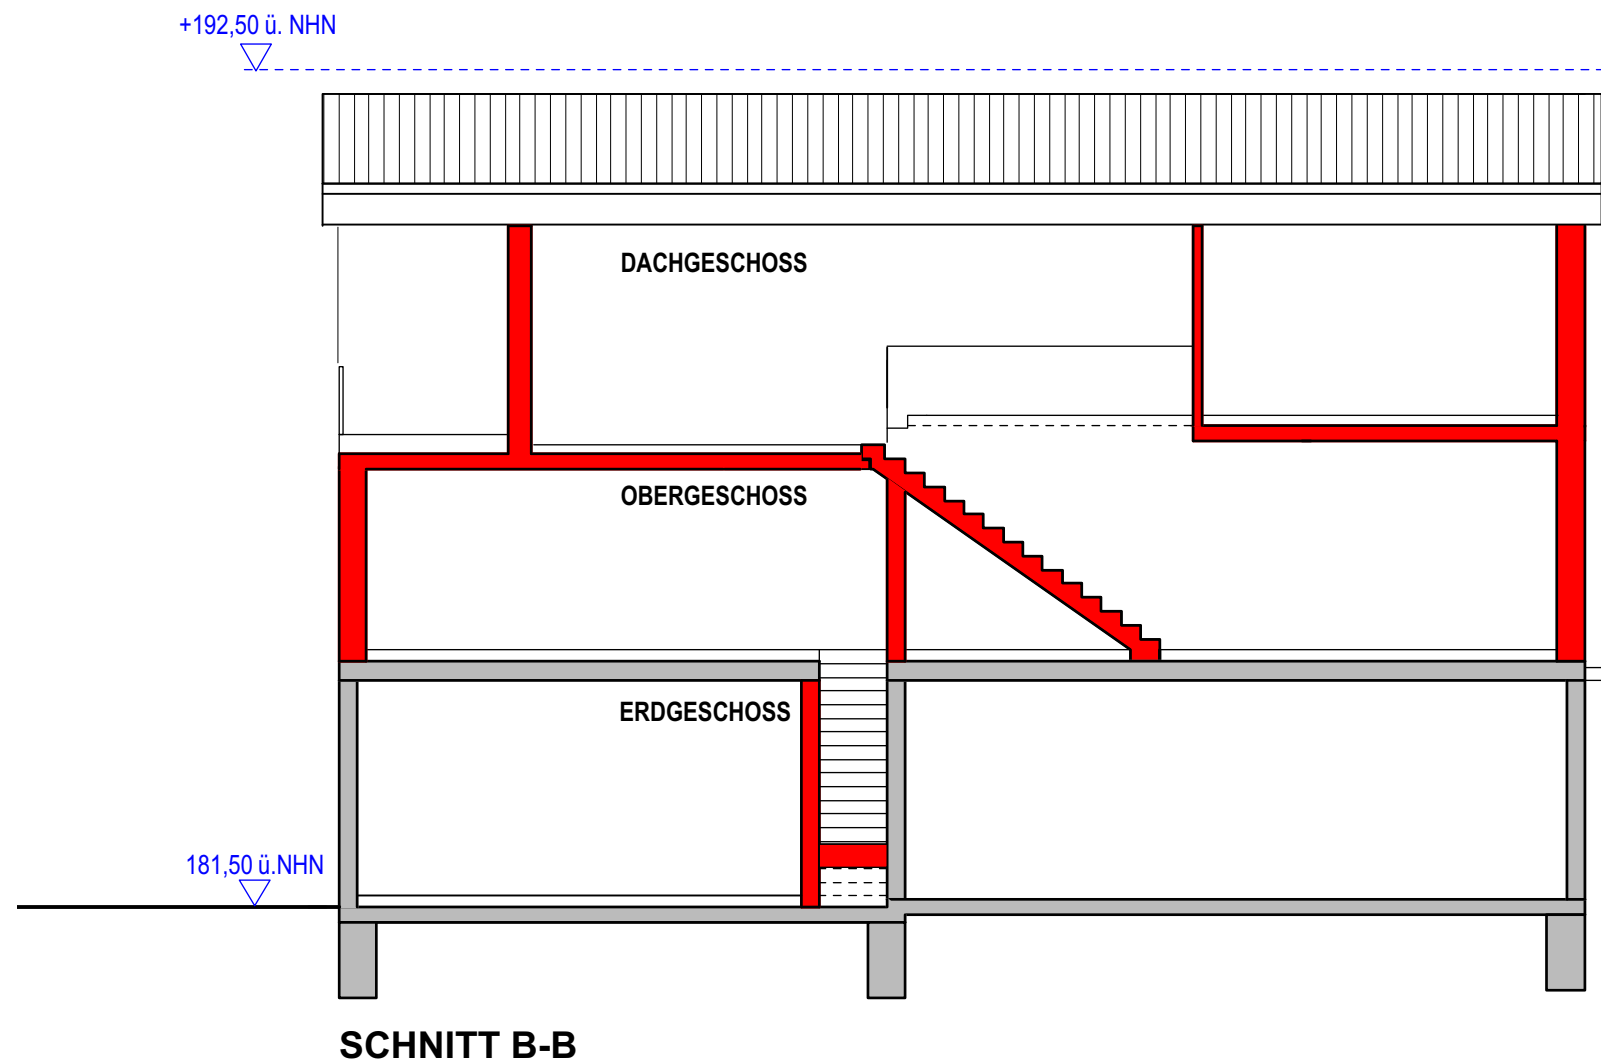 +192,50 ü. NHN
DACHGESCHOSS
OBERGESCHOSS
ERDGESCHOSS
181,50 ü.NHN
SCHNITT B-B